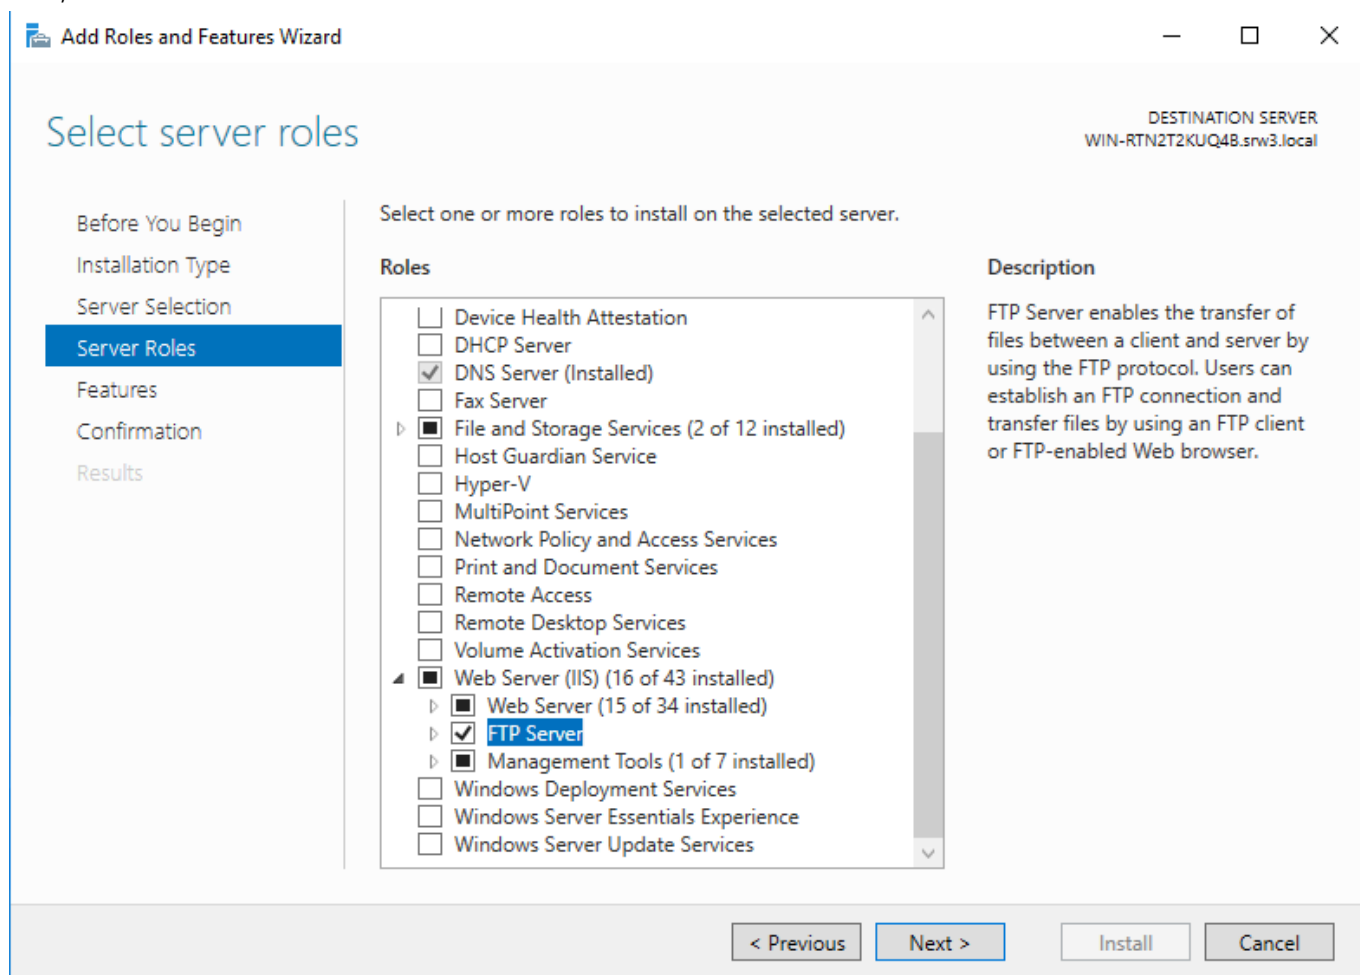 Add Roles and Features Wizard
Select server roles
DESTINATION SERVER
WIN-RTN2T2KUQ4B.srw3.local
Before You Begin
Installation Type
Server Selection
Server Roles
Features
Confirmation
Results
Select one or more roles to install on the selected server.
Roles
Device Health Attestation
DHCP Server
DNS Server (Installed)
Fax Server
File and Storage Services (2 of 12 installed)
Host Guardian Service
Hyper-V
MultiPoint Services
Network Policy and Access Services
Print and Document Services
Remote Access
Remote Desktop Services
Volume Activation Services
Web Server (IIS) (16 of 43 installed)
Web Server (15 of 34 installed)
FTP Server
Management Tools (1 of 7 installed)
Windows Deployment Services
Windows Server Essentials Experience
Windows Server Update Services
Description
FTP Server enables the transfer of
files between a client and server by
using the FTP protocol. Users can
establish an FTP connection and
transfer files by using an FTP client
or FTP-enabled Web browser.
< Previous
Next >
Install
Cancel